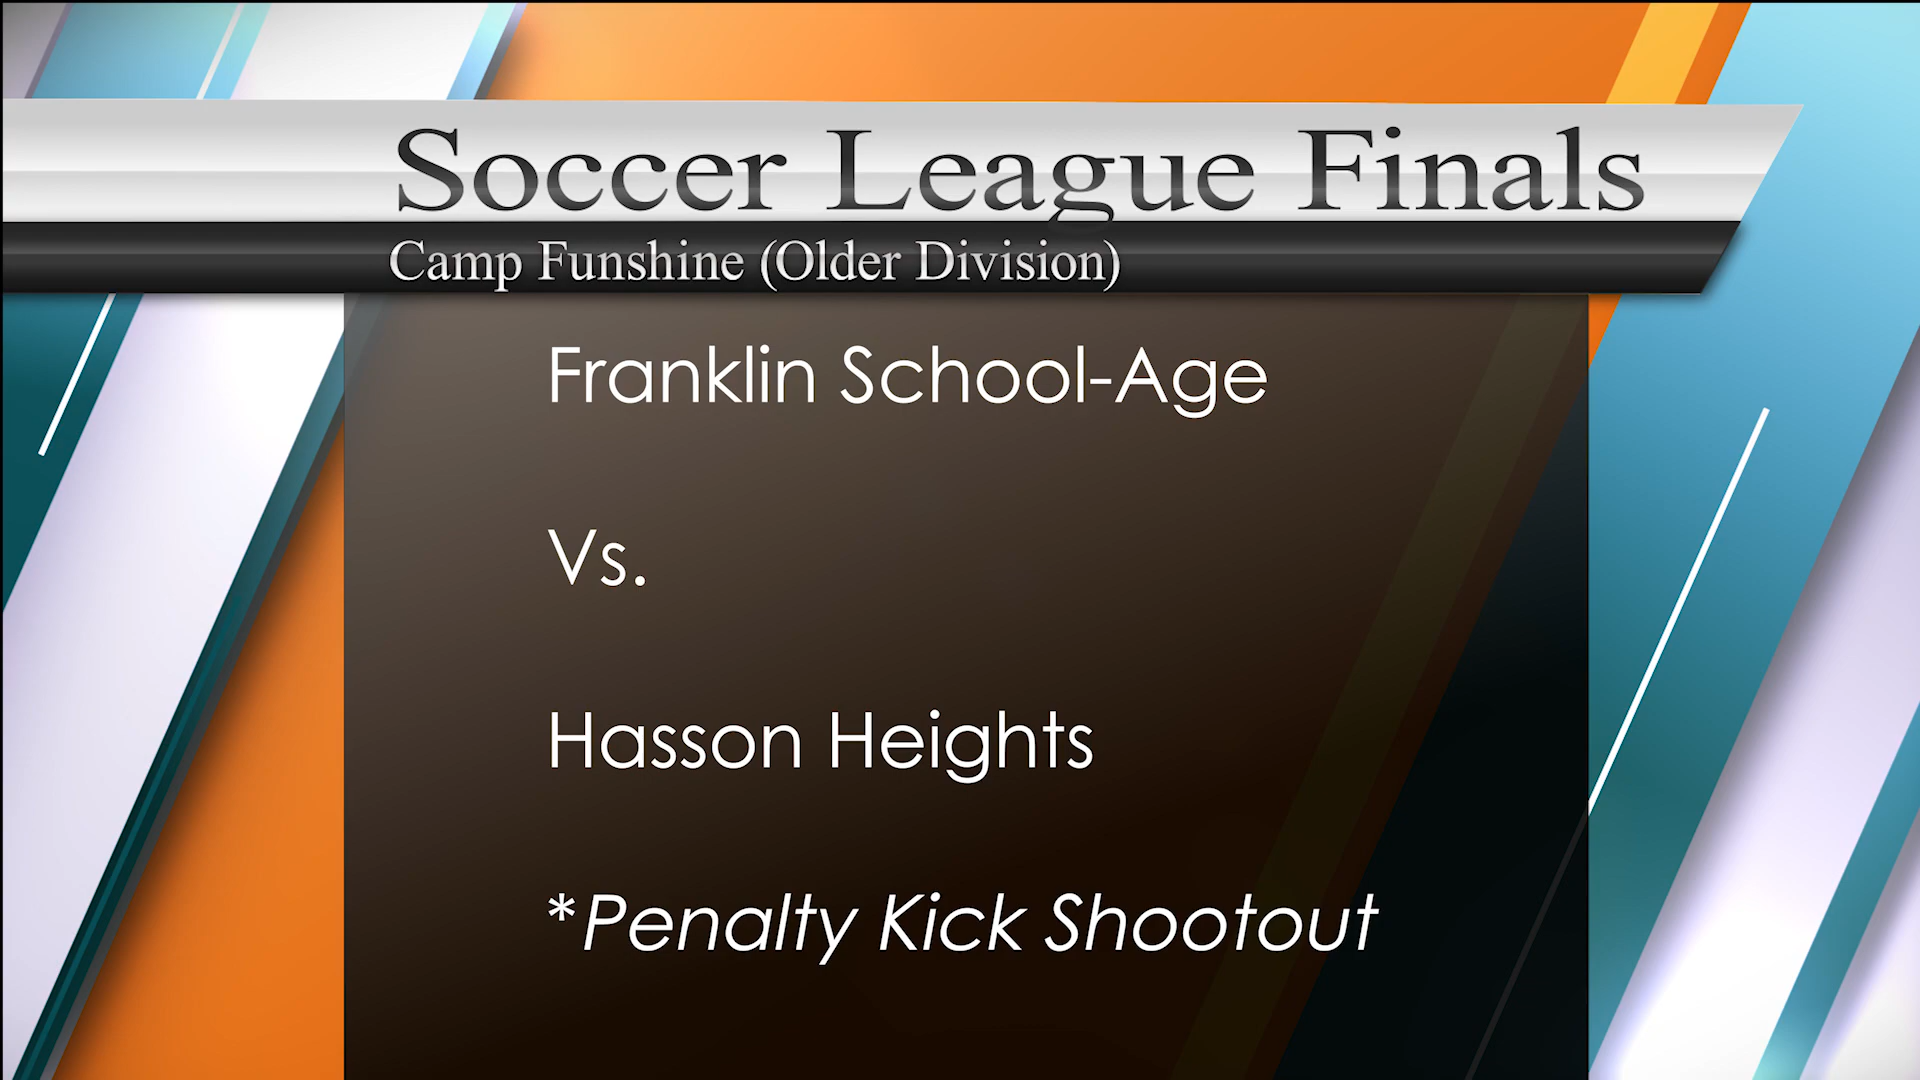 Soccer League Finals
Camp Funshine (Older Division)
Franklin School-Age
Vs.
Hasson Heights
*Penalty Kick Shootout